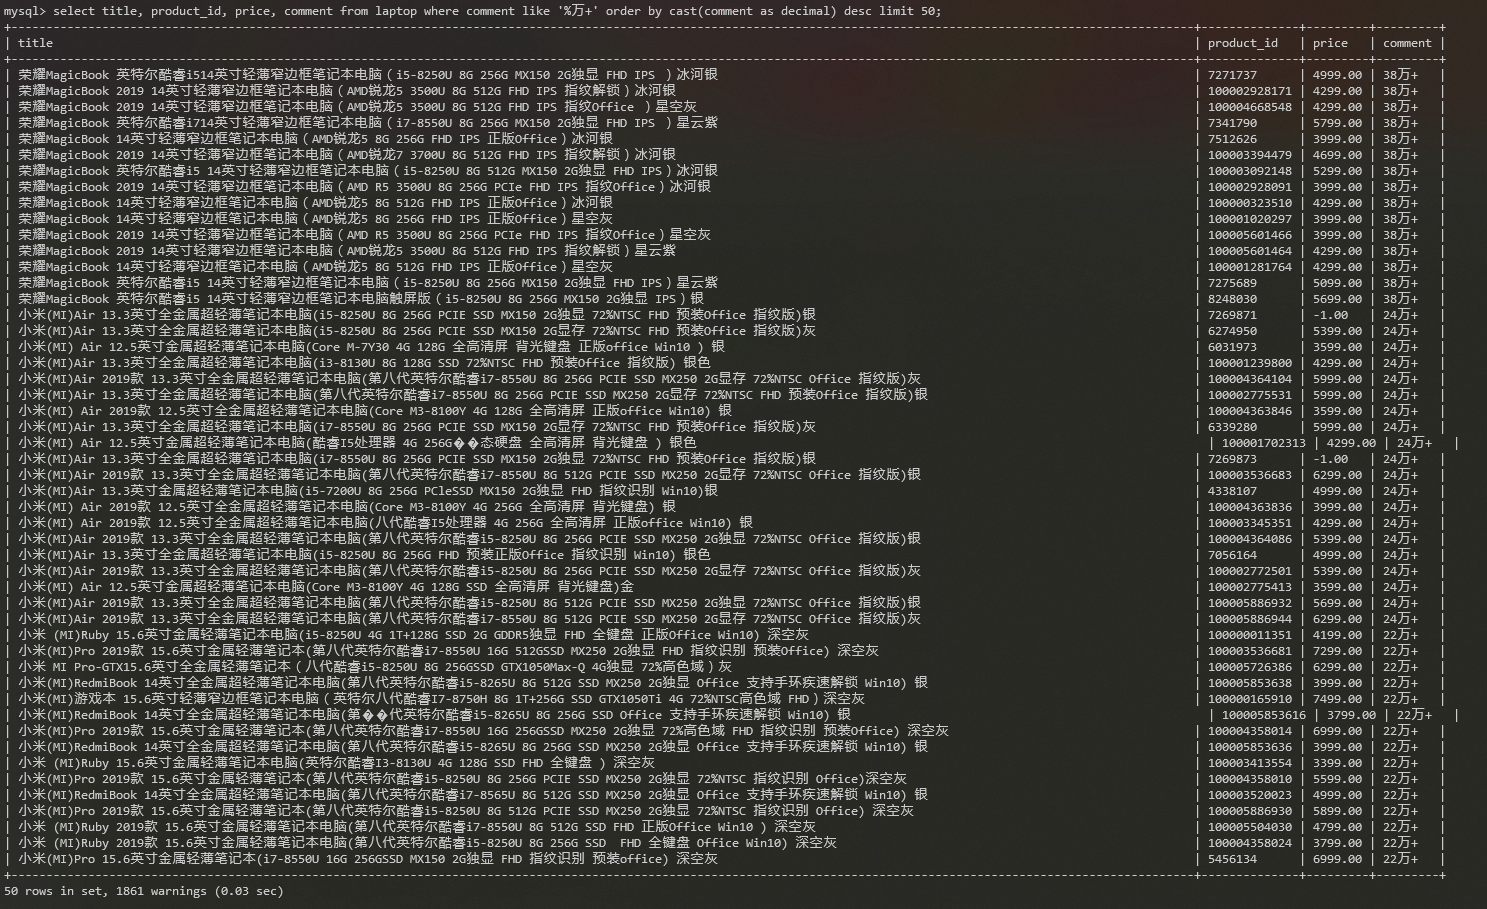 mysql> select title, product_id, price, comment from laptop where comment like '%万+' order by cast(comment as decimal) desc limit 50;
| title | product_id | price | comment |
| 荣耀MagicBook 英特尔酷睿i514英寸轻薄窄边框笔记本电脑（i5-8250U 8G 256G MX150 2G独显 FHD IPS ）冰河银 | 7271737 | 4999.00 | 38万+ |
| 荣耀MagicBook 2019 14英寸轻薄窄边框笔记本电脑（AMD锐龙5 3500U 8G 512G FHD IPS 指纹解锁）冰河银 | 100002928171 | 4299.00 | 38万+ |
| 荣耀MagicBook 2019 14英寸轻薄窄边框笔记本电脑（AMD锐龙5 3500U 8G 256G FHD IPS 指纹Office ）星空灰 | 100004668548 | 4299.00 | 38万+ |
| 荣耀MagicBook 英特尔酷睿i714英寸轻薄窄边框笔记本电脑（i7-8550U 8G 256G MX150 2G独显 FHD IPS ）星云紫 | 7341790 | 5799.00 | 38万+ |
| 荣耀MagicBook 14英寸轻薄窄边框笔记本电脑（AMD锐龙5 8G 256G FHD IPS 正版Office）冰河银 | 7512626 | 3999.00 | 38万+ |
| 荣耀MagicBook 2019 14英寸轻薄窄边框笔记本电脑（AMD锐龙7 3700U 8G 512G FHD IPS 指纹解锁）冰河银 | 100003394479 | 4699.00 | 38万+ |
| 荣耀MagicBook 英特尔酷睿i5 14英寸轻薄窄边框笔记本电脑（i5-8250U 8G 512G MX150 2G独显 FHD IPS）冰河银 | 100003092148 | 5299.00 | 38万+ |
| 荣耀MagicBook 2019 14英寸轻薄窄边框笔记本电脑（AMD R5 3500U 8G 256G PCIe FHD IPS 指纹Office）冰河银 | 100002928091 | 3999.00 | 38万+ |
| 荣耀MagicBook 14英寸轻薄窄边框笔记本电脑（AMD锐龙5 8G 512G FHD IPS 正版Office）冰河银 | 100000323510 | 4299.00 | 38万+ |
| 荣耀MagicBook 14英寸轻薄窄边框笔记本电脑（AMD锐龙5 8G 256G FHD IPS 正版Office）星空灰 | 100001020297 | 3999.00 | 38万+ |
| 荣耀MagicBook 2019 14英寸轻薄窄边框笔记本电脑（AMD R5 3500U 8G 256G PCIe FHD IPS 指纹Office）星空灰 | 100005601466 | 3999.00 | 38万+ |
| 荣耀MagicBook 2019 14英寸轻薄窄边框笔记本电脑（AMD锐龙5 3500U 8G 512G FHD IPS 指纹解锁）星云紫 | 100005601464 | 4299.00 | 38万+ |
| 荣耀MagicBook 14英寸轻薄窄边框笔记本电脑（AMD锐龙5 8G 512G FHD IPS 正版Office）星空灰 | 100001281764 | 4299.00 | 38万+ |
| 荣耀MagicBook 英特尔酷睿i5 14英寸轻薄窄边框笔记本电脑（i5-8250U 8G 256G MX150 2G独显 FHD IPS）星云紫 | 7275689 | 5099.00 | 38万+ |
| 荣耀MagicBook 英特尔酷睿i5 14英寸轻薄窄边框笔记本电脑触屏版（i5-8250U 8G 256G MX150 2G独显 IPS）银 | 8248030 | 5699.00 | 38万+ |
| 小米(MI)Air 13.3英寸全金属超轻薄笔记本电脑(i5-8250U 8G 256G PCIE SSD MX150 2G独显 72%NTSC FHD 预装Office 指纹版)银 | 7269871 | -1.00 | 24万+ |
| 小米(MI)Air 13.3英寸全金属超轻薄笔记本电脑(i5-8250U 8G 256G PCIE SSD MX150 2G显存 72%NTSC FHD 预装Office 指纹版)灰 | 6274950 | 5399.00 | 24万+ |
| 小米(MI) Air 12.5英寸金属超轻薄笔记本电脑(Core M-7Y30 4G 128G 全高清屏 背光键盘 正版office Win10 ) 银 | 6031973 | 3599.00 | 24万+ |
| 小米(MI)Air 13.3英寸全金属超轻薄笔记本电脑(i3-8130U 8G 128G SSD 72%NTSC FHD 预装Office 指纹版) 银色 | 100001239800 | 4299.00 | 24万+ |
| 小米(MI)Air 2019款 13.3英寸全金属超轻薄笔记本电脑(第八代英特尔酷睿i7-8550U 8G 256G PCIE SSD MX250 2G显存 72%NTSC Office 指纹版)灰 | 100004364104 | 5999.00 | 24万+ |
| 小米(MI)Air 13.3英寸全金属超轻薄笔记本电脑(第八代英特尔酷睿i7-8550U 8G 256G PCIE SSD MX250 2G显存 72%NTSC FHD 预装Office 指纹版)银 | 100002775531 | 5999.00 | 24万+ |
| 小米(MI) Air 2019款 12.5英寸全金属超轻薄笔记本电脑(Core M3-8100Y 4G 128G 全高清屏 正版office Win10) 银 | 100004363846 | 3599.00 | 24万+ |
| 小米(MI)Air 13.3英寸全金属超轻薄笔记本电脑(i7-8550U 8G 256G PCIE SSD MX150 2G显存 72%NTSC FHD 预装Office 指纹版)灰 | 6339280 | 5999.00 | 24万+ |
| 小米(MI) Air 12.5英寸金属超轻薄笔记本电脑(酷睿I5处理器 4G 256G��态硬盘 全高清屏 背光键盘 ) 银色 | 100001702313 | 4299.00 | 24万+ |
| 小米(MI)Air 13.3英寸全金属超轻薄笔记本电脑(i7-8550U 8G 256G PCIE SSD MX150 2G独显 72%NTSC FHD 预装Office 指纹版)银 | 7269873 | -1.00 | 24万+ |
| 小米(MI)Air 2019款 13.3英寸全金属超轻薄笔记本电脑(第八代英特尔酷睿i7-8550U 8G 512G PCIE SSD MX250 2G显存 72%NTSC Office 指纹版)银 | 100003536683 | 6299.00 | 24万+ |
| 小米(MI)Air 13.3英寸全金属超轻薄笔记本电脑(i5-7200U 8G 256G PCleSSD MX150 2G独显 FHD 指纹识别 Win10)银 | 4338107 | 4999.00 | 24万+ |
| 小米(MI) Air 2019款 12.5英寸金属超轻薄笔记本电脑(Core M3-8100Y 4G 256G 全高清屏 背光键盘) 银 | 100004363836 | 3999.00 | 24万+ |
| 小米(MI) Air 2019款 12.5英寸金属超轻薄笔记本电脑(八代酷睿I5处理器 4G 256G 全高清屏 正版office Win10) 银 | 100003345351 | 4299.00 | 24万+ |
| 小米(MI)Air 2019款 13.3英寸全金属超轻薄笔记本电脑(第八代英特尔酷睿i5-8250U 8G 256G PCIE SSD MX250 2G独显 72%NTSC Office 指纹版)银 | 100004364086 | 5399.00 | 24万+ |
| 小米(MI)Air 13.3英寸全金属超轻薄笔记本电脑(i5-8250U 8G 256G FHD 预装正版Office 指纹识别 Win10) 银色 | 7056164 | 4999.00 | 24万+ |
| 小米(MI)Air 2019款 13.3英寸全金属超轻薄笔记本电脑(第八代英特尔酷睿i5-8250U 8G 256G PCIE SSD MX250 2G显存 72%NTSC Office 指纹版)灰 | 100002772501 | 5399.00 | 24万+ |
| 小米(MI) Air 12.5英寸金属超轻薄笔记本电脑(Core M3-8100Y 4G 128G SSD 全高清屏 背光键盘)金 | 100002775413 | 3599.00 | 24万+ |
| 小米(MI)Air 2019款 13.3英寸全金属超轻薄笔记本电脑(第八代英特尔酷睿i5-8250U 8G 512G PCIE SSD MX250 2G独显 72%NTSC Office 指纹版)银 | 100005886932 | 5699.00 | 24万+ |
| 小米(MI)Air 2019款 13.3英寸全金属超轻薄笔记本电脑(第八代英特尔酷睿i7-8550U 8G 512G PCIE SSD MX250 2G显存 72%NTSC Office 指纹版)灰 | 100005886944 | 6299.00 | 24万+ |
| 小米 (MI)Ruby 15.6英寸金属轻薄笔记本电脑(i5-8250U 4G 1T+128G SSD 2G GDDR5独显 FHD 全键盘 正版Office Win10) 深空灰 | 100000011351 | 4199.00 | 22万+ |
| 小米(MI)Pro 2019款 15.6英寸金属轻薄笔记本(第八代英特尔酷睿i7-8550U 16G 512GSSD MX250 2G独显 FHD 指纹识别 预装Office) 深空灰 | 100003536681 | 7299.00 | 22万+ |
| 小米 MI Pro-GTX15.6英寸全金属轻薄笔记本（八代酷睿i5-8250U 8G 256GSSD GTX1050Max-Q 4G独显 72%高色域）灰 | 100005726386 | 6299.00 | 22万+ |
| 小米(MI)RedmiBook 14英寸全金属超轻薄笔记本电脑(第八代英特尔酷睿i5-8265U 8G 512G SSD MX250 2G独显 Office 支持手环疾速解锁 Win10) 银 | 100005853638 | 3999.00 | 22万+ |
| 小米(MI)游戏本 15.6英寸轻薄窄边框笔记本电脑（英特尔八代酷睿I7-8750H 8G 1T+256G SSD GTX1050Ti 4G 72%NTSC高色域 FHD）深空灰 | 100000165910 | 7499.00 | 22万+ |
| 小米(MI)RedmiBook 14英寸全金属超轻薄笔记本电脑(第��代英特尔酷睿i5-8265U 8G 256G SSD Office 支持手环疾速解锁 Win10) 银 | 100005853616 | 3799.00 | 22万+ |
| 小米(MI)Pro 2019款 15.6英寸金属轻薄笔记本(第八代英特尔酷睿i7-8550U 16G 256GSSD MX250 2G独显 72%高色域 FHD 指纹识别 预装Office) 深空灰 | 100004358014 | 6999.00 | 22万+ |
| 小米(MI)RedmiBook 14英寸全金属超轻薄笔记本电脑(第八代英特尔酷睿i5-8265U 8G 256G SSD MX250 2G独显 Office 支持手环疾速解锁 Win10) 银 | 100005853636 | 3999.00 | 22万+ |
| 小米 (MI)Ruby 15.6英寸金属轻薄笔记本电脑(英特尔酷睿I3-8130U 4G 128G SSD FHD 全键盘 ) 深空灰 | 100003413554 | 3399.00 | 22万+ |
| 小米(MI)Pro 2019款 15.6英寸金属轻薄笔记本(第八代英特尔酷睿i5-8250U 8G 256G PCIE SSD MX250 2G独显 72%NTSC 指纹识别 Office)深空灰 | 100004358010 | 5599.00 | 22万+ |
| 小米(MI)RedmiBook 14英寸全金属超轻薄笔记本电脑(第八代英特尔酷睿i7-8565U 8G 512G SSD MX250 2G独显 Office 支持手环疾速解锁 Win10) 银 | 100003520023 | 4999.00 | 22万+ |
| 小米(MI)Pro 2019款 15.6英寸金属轻薄笔记本(第八代英特尔酷睿i5-8250U 8G 512G PCIE SSD MX250 2G独显 72%NTSC 指纹识别 Office) 深空灰 | 100005886930 | 5899.00 | 22万+ |
| 小米 (MI)Ruby 2019款 15.6英寸金属轻薄笔记本电脑(第八代英特尔酷睿i7-8550U 8G 512G SSD FHD 正版Office Win10 ) 深空灰 | 100005504030 | 4799.00 | 22万+ |
| 小米 (MI)Ruby 2019款 15.6英寸金属轻薄笔记本电脑(第八代英特尔酷睿i5-8250U 8G 256G SSD  FHD 全键盘 Office Win10) 深空灰 | 100004358024 | 3799.00 | 22万+ |
| 小米(MI)Pro 15.6英寸金属轻薄笔记本(i7-8550U 16G 256GSSD MX150 2G独显 FHD 指纹识别 预装office) 深空灰 | 5456134 | 6999.00 | 22万+ |
50 rows in set, 1861 warnings (0.03 sec)